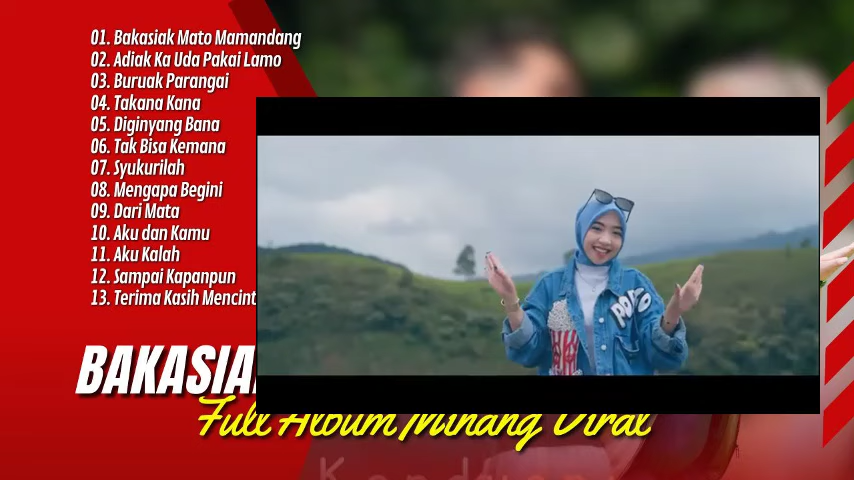 01. Bakasiak Mato Mamandang
02. Adiak Ka Uda Pakai Lamo
03. Buruak Parangai
04. Takana Kana
05. Diginyang Bana
06. Tak Bisa Kemana
07. Syukurilah
08. Mengapa Begini
09. Dari Mata
10. Aku dan Kamu
11. Aku Kalah
12. Sampai Kapanpun
13. Terima Kasih Mencint
BAKASIA
Full Album Minang Viral